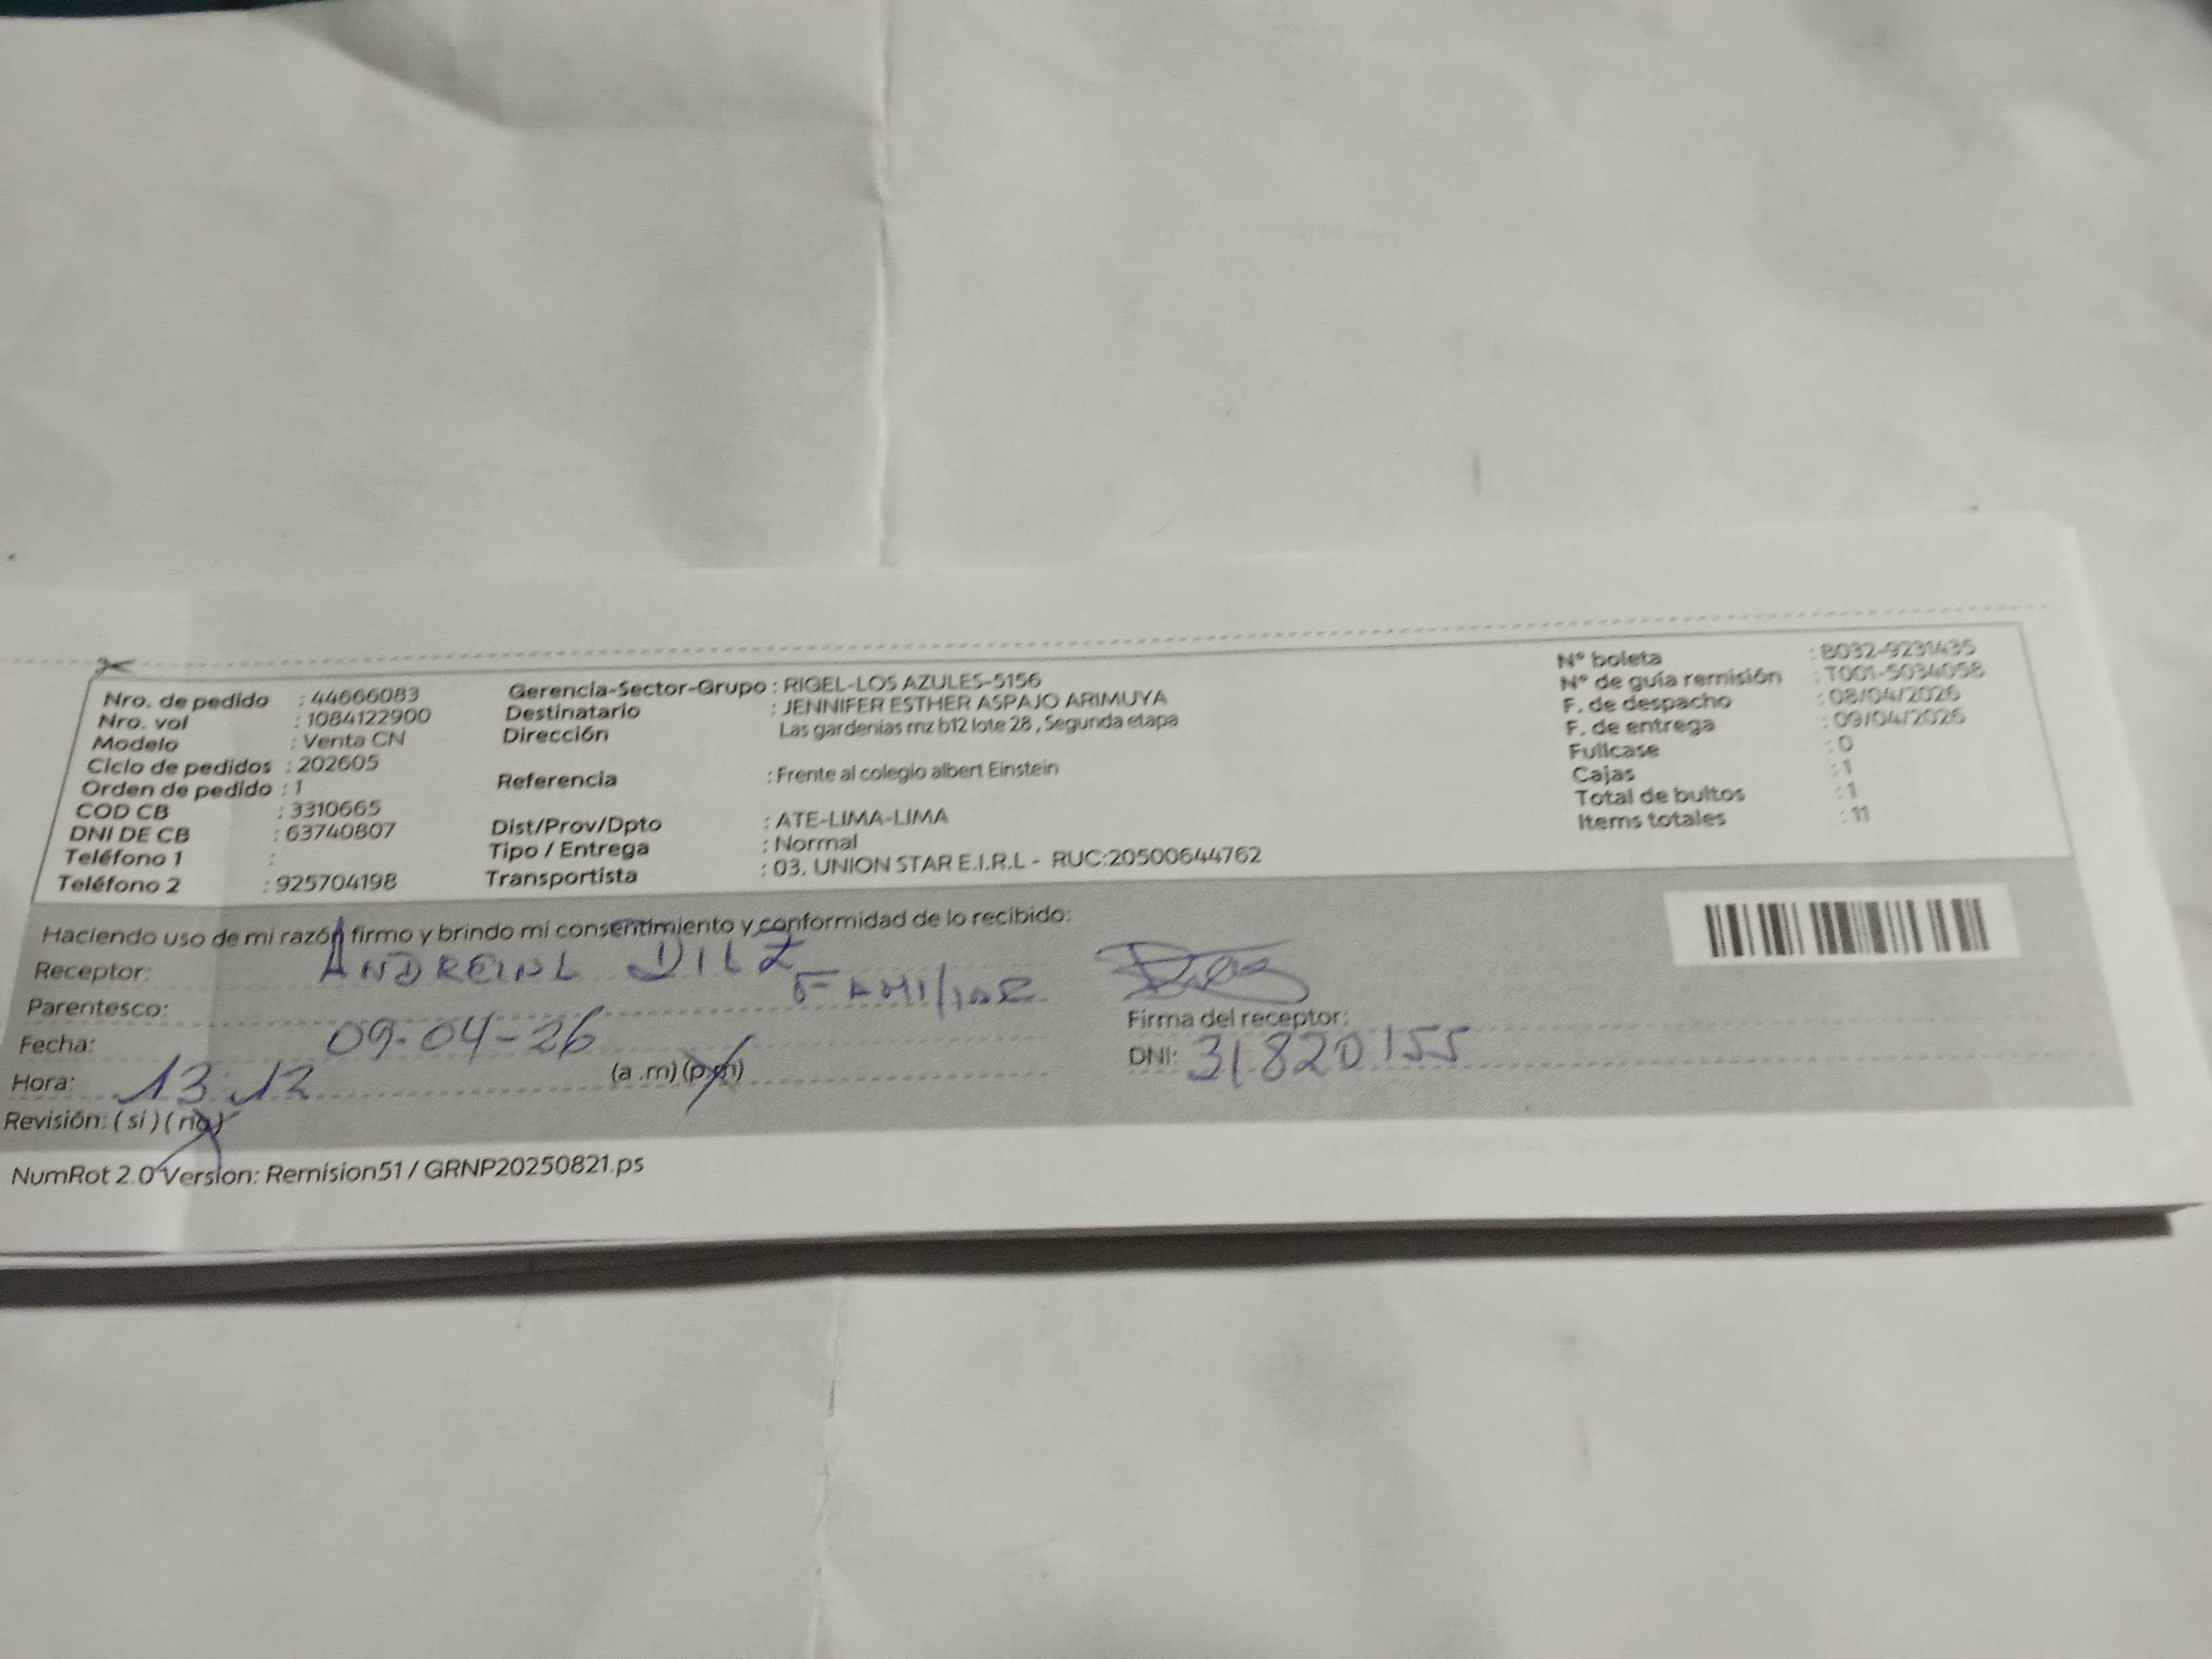 Nro. de pedido : 44666083
Nro. vol : 1084122900
Modelo : Venta CN
Ciclo de pedidos : 202605
Orden de pedido : 1
COD CB : 3310665
DNI DE CB : 63740807
Teléfono 1 :
Teléfono 2 : 925704198
Gerencia-Sector-Grupo : RIGEL-LOS AZULES-5156
Destinatario : JENNIFER ESTHER ASPAJO ARIMUYA
Dirección Las gardenias mz b12 lote 28 , Segunda etapa
Referencia : Frente al colegio albert Einstein
Dist/Prov/Dpto : ATE-LIMA-LIMA
Tipo / Entrega : Normal
Transportista : 03. UNION STAR E.I.R.L - RUC:20500644762
N° boleta : B032-9231435
N° de guía remisión : T001-5034058
F. de despacho : 08/04/2026
F. de entrega : 09/04/2026
Fullcase : 0
Cajas : 1
Total de bultos : 1
Items totales : 11
Haciendo uso de mi razón firmo y brindo mi consentimiento y conformidad de lo recibido:
Receptor:
Parentesco: FAMILIAR
Fecha: 09-04-26
Hora: 13:12 (a .m) (p.m)
Revisión: ( si ) ( no )
Firma del receptor:
DNI: 31820155
NumRot 2.0 Version: Remision51 / GRNP20250821.ps